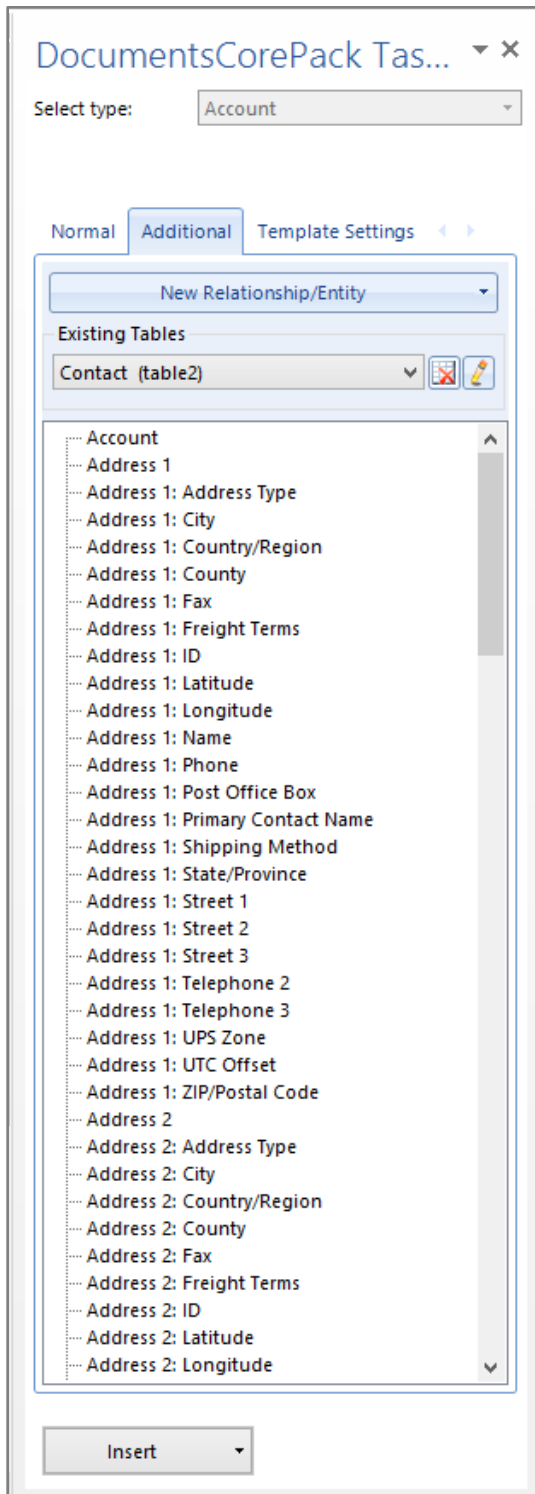 DocumentsCorePack Tas...
Select type: Account
Normal Additional Template Settings
New Relationship/Entity
Existing Tables
Contact (table2)
Account
Address 1
Address 1: Address Type
Address 1: City
Address 1: Country/Region
Address 1: County
Address 1: Fax
Address 1: Freight Terms
Address 1: ID
Address 1: Latitude
Address 1: Longitude
Address 1: Name
Address 1: Phone
Address 1: Post Office Box
Address 1: Primary Contact Name
Address 1: Shipping Method
Address 1: State/Province
Address 1: Street 1
Address 1: Street 2
Address 1: Street 3
Address 1: Telephone 2
Address 1: Telephone 3
Address 1: UPS Zone
Address 1: UTC Offset
Address 1: ZIP/Postal Code
Address 2
Address 2: Address Type
Address 2: City
Address 2: Country/Region
Address 2: County
Address 2: Fax
Address 2: Freight Terms
Address 2: ID
Address 2: Latitude
Address 2: Longitude
Insert